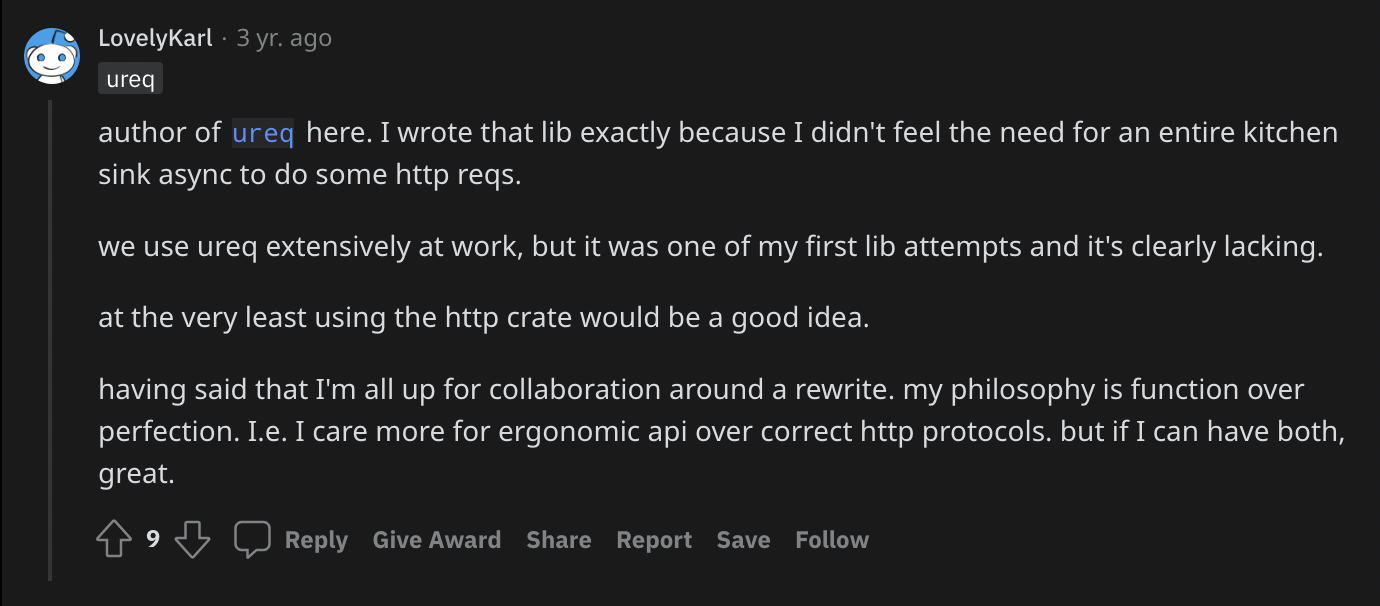 LovelyKarl · 3 yr. ago
ureq
author of ureq here. I wrote that lib exactly because I didn't feel the need for an entire kitchen
sink async to do some http reqs.
we use ureq extensively at work, but it was one of my first lib attempts and it's clearly lacking.
at the very least using the http crate would be a good idea.
having said that I'm all up for collaboration around a rewrite. my philosophy is function over
perfection. I.e. I care more for ergonomic api over correct http protocols. but if I can have both,
great.
9 Reply Give Award Share Report Save Follow